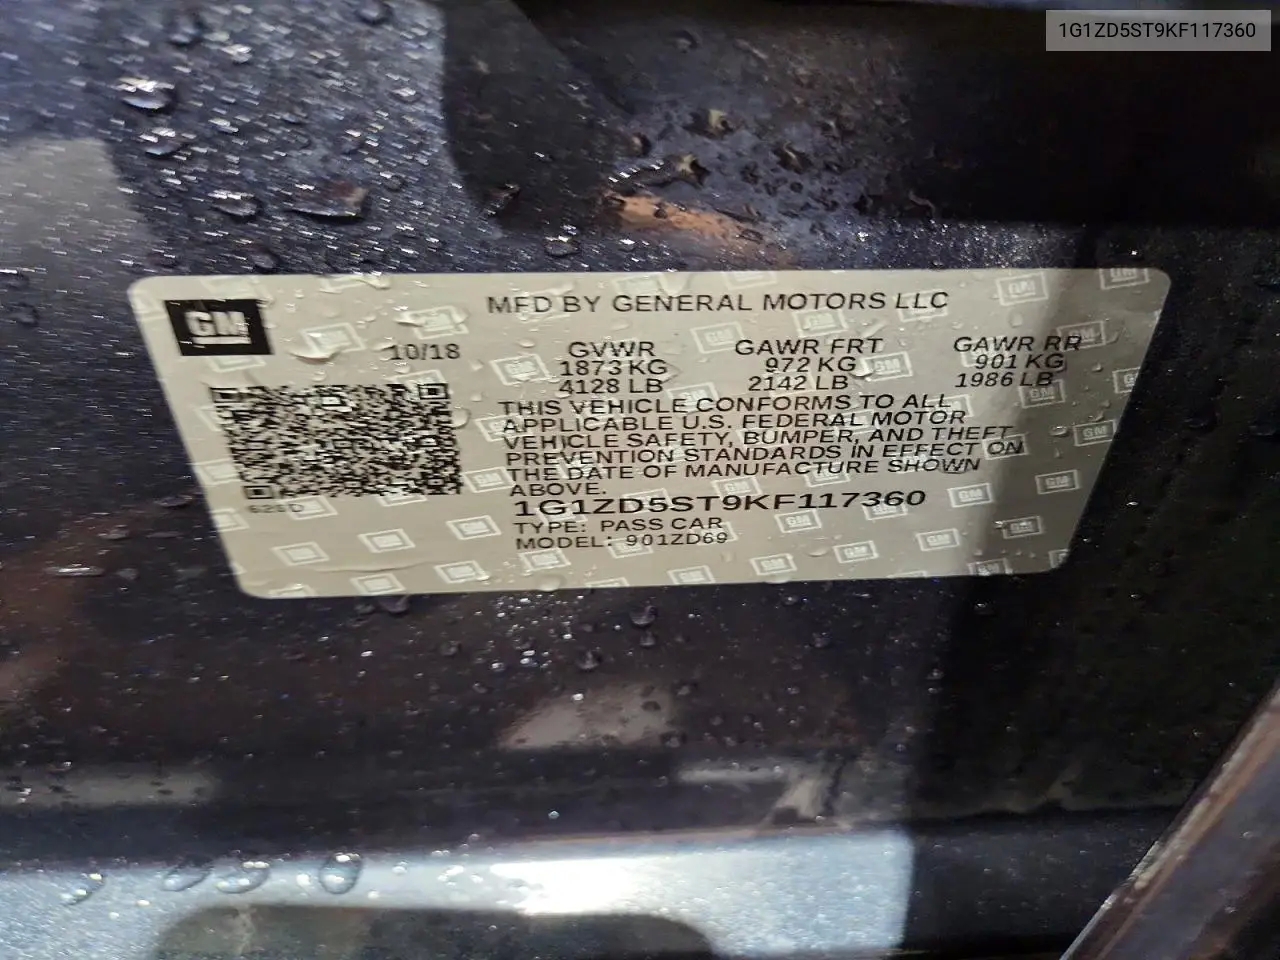 1G1ZD5ST9KF117360
MFD BY GENERAL MOTORS LLC
GM
10/18
GVWR GAWR FRT GAWR RR
1873 KG 972 KG 901 KG
4128 LB 2142 LB 1986 LB
THIS VEHICLE CONFORMS TO ALL
APPLICABLE U.S. FEDERAL MOTOR
VEHICLE SAFETY, BUMPER, AND THEFT
PREVENTION STANDARDS IN EFFECT ON
THE DATE OF MANUFACTURE SHOWN
ABOVE.
1G1ZD5ST9KF117360
TYPE: PASS CAR
MODEL: 901ZD69